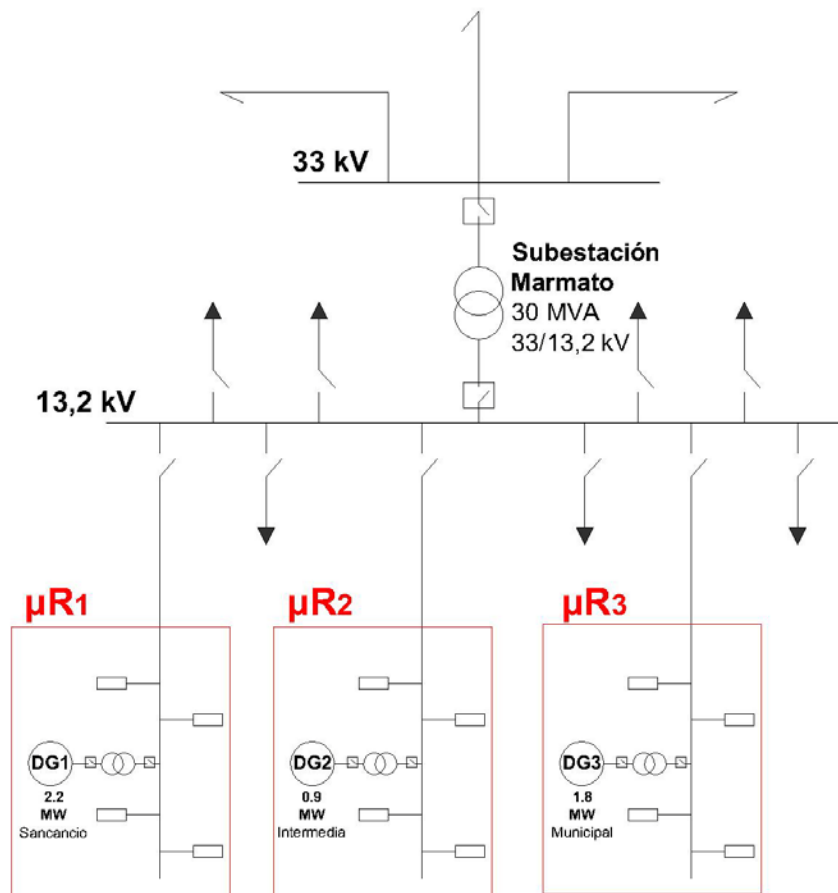 33 kV
Subestación
Marmato
30 MVA
33/13,2 kV
13,2 kV
µR1
µR2
µR3
DG1
2.2
MW
Sancancio
DG2
0.9
MW
Intermedia
DG3
1.8
MW
Municipal